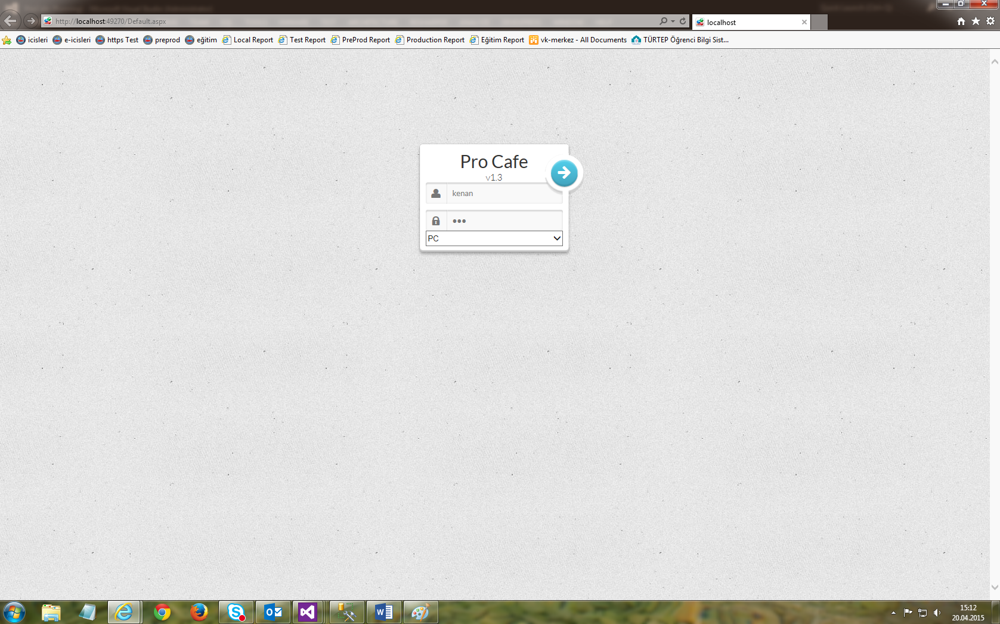 http://localhost:49270/Default.aspx
localhost
icisleri e-icisleri https Test preprod eğitim Local Report Test Report PreProd Report Production Report Eğitim Report vk-merkez - All Documents TÜRTEP Öğrenci Bilgi Sist...
Pro Cafe
v1.3
kenan
PC
15:12
20.04.2015